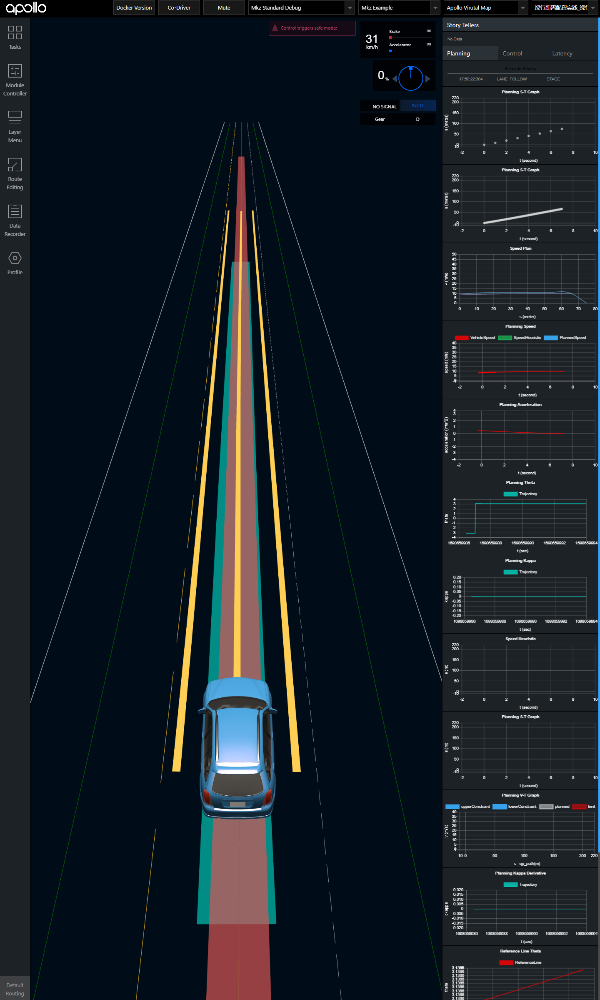 apollo
Docker Version
Co-Driver
Mute
Mkz Standard Debug
Mkz Example
Apollo Virutal Map
绕行距离配置实践_绕行
Tasks
Module
Controller
Layer
Menu
Route
Editing
Data
Recorder
Profile
Default
Routing
Control triggers safe mode:
31
km/h
Brake
0%
Accelerator
0%
0 %
NO SIGNAL
AUTO
Gear
D
Story Tellers
No Data
Planning
Control
Latency
Scenario History
17:50:22:304 LANE_FOLLOW STAGE
Planning S-T Graph
s (meter)
220
200
150
100
50
0
-10
-2 0 2 4 6 8 10
t (second)
Planning S-T Graph
s (meter)
220
200
150
100
50
0
-10
-2 0 2 4 6 8 10
t (second)
Speed Plan
v (m/s)
50
45
40
35
30
25
20
15
10
5
0
0 10 20 30 40 50 60 70 80
s (meter)
Planning Speed
VehicleSpeed SpeedHeuristic PlannedSpeed
speed (m/s)
40
35
30
25
20
15
10
5
0
-2 0 2 4 6 8 10
t (second)
Planning Acceleration
acceleration (m/s^2)
4
3
2
1
0
-1
-2
-3
-4
-2 0 2 4 6 8 10
t (second)
Planning Theta
Trajectory
theta
4
3
2
1
0
-1
-2
-3
-4
1698659986 1698659988 1698659990 1698659992 1698659994
t (sec)
Planning Kappa
Trajectory
kappa
0.20
0.15
0.10
0.05
0
-0.05
-0.10
-0.15
-0.20
1698659986 1698659988 1698659990 1698659992 1698659994
t (sec)
Speed Heuristic
s (m)
220
200
150
100
50
0
-10
-2 0 2 4 6 8 10
t (second)
Planning S-T Graph
s (m)
220
200
150
100
50
0
-10
-2 0 2 4 6 8 10
t (second)
Planning V-T Graph
upperConstraint lowerConstraint planned limit
v (m/s)
40
35
30
25
20
15
10
5
0
-10 0 50 100 150 200 220
s - qp_path(m)
Planning Kappa Derivative
Trajectory
dkappa
0.020
0.015
0.010
0.005
0
-0.005
-0.010
-0.015
-0.020
1698659986 1698659988 1698659990 1698659992 1698659994
t (sec)
Reference Line Theta
ReferenceLine
theta
3.1366
3.1366
3.1366
3.1366
3.1366
3.1366
3.1366
3.1366
3.1366